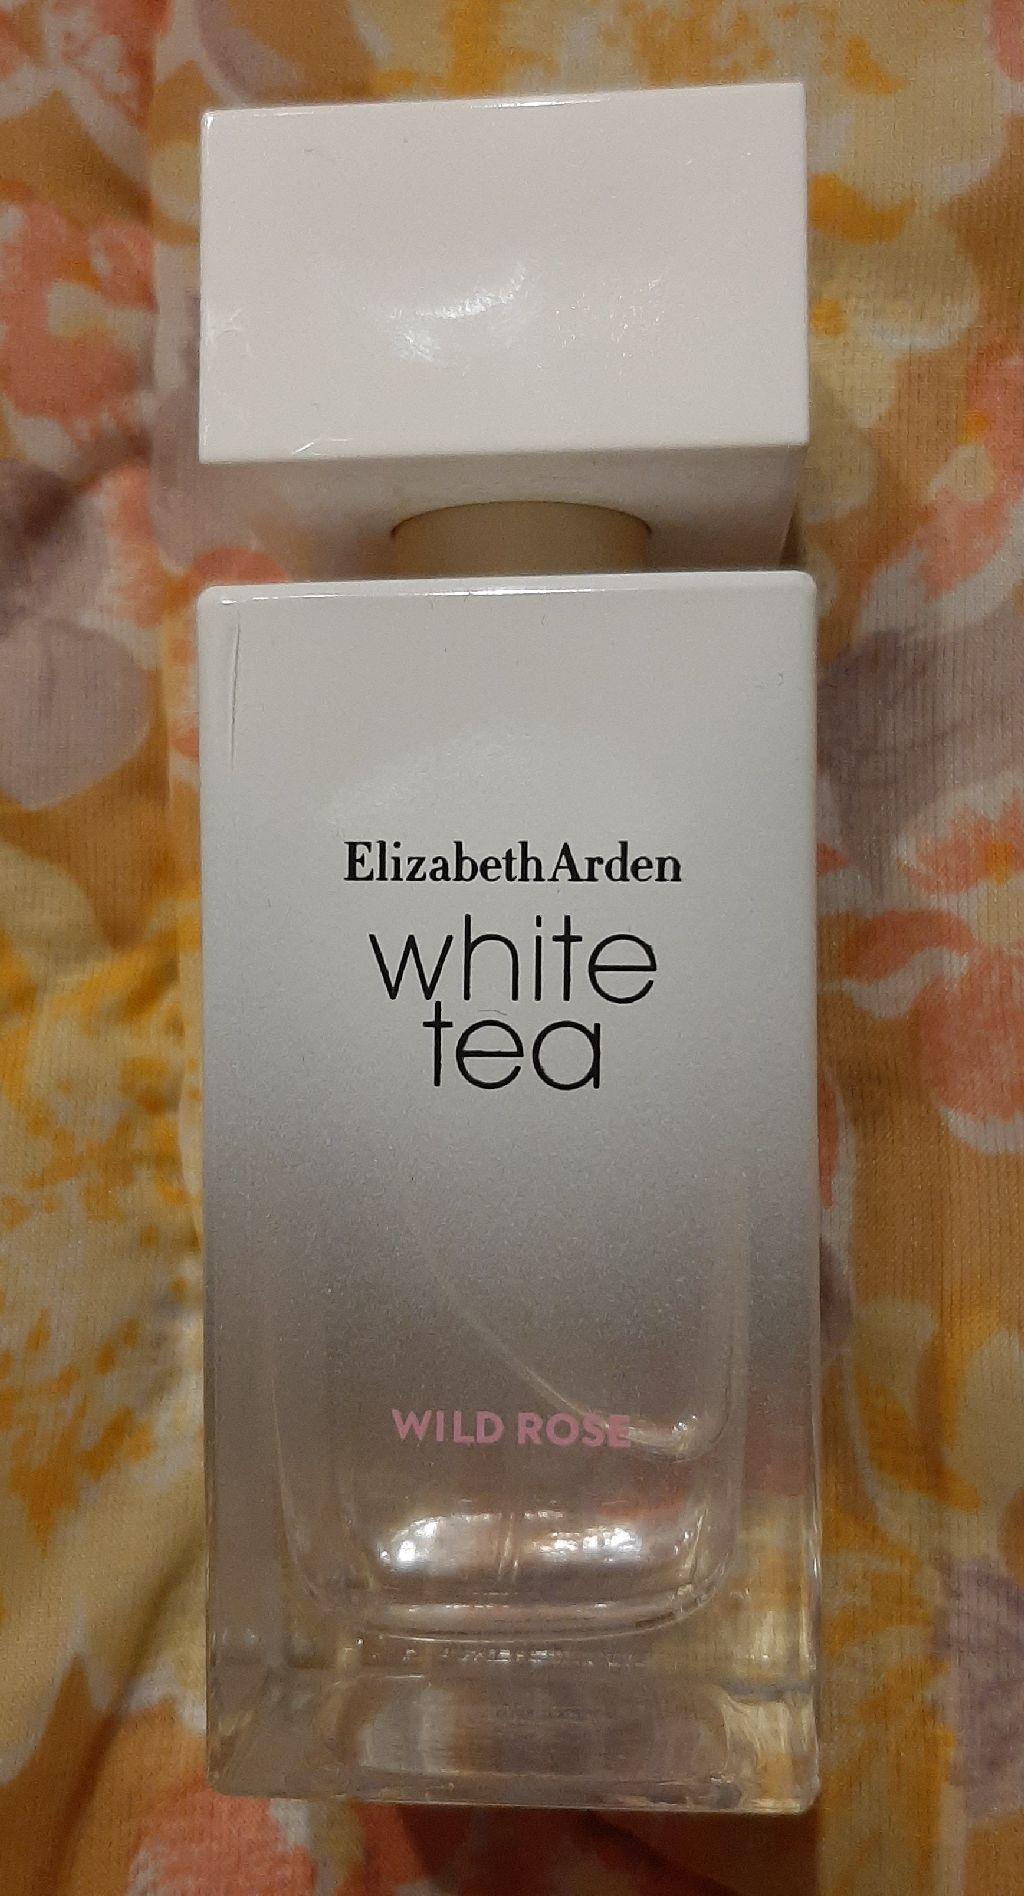 ElizabethArden
white
tea
WILD ROSE